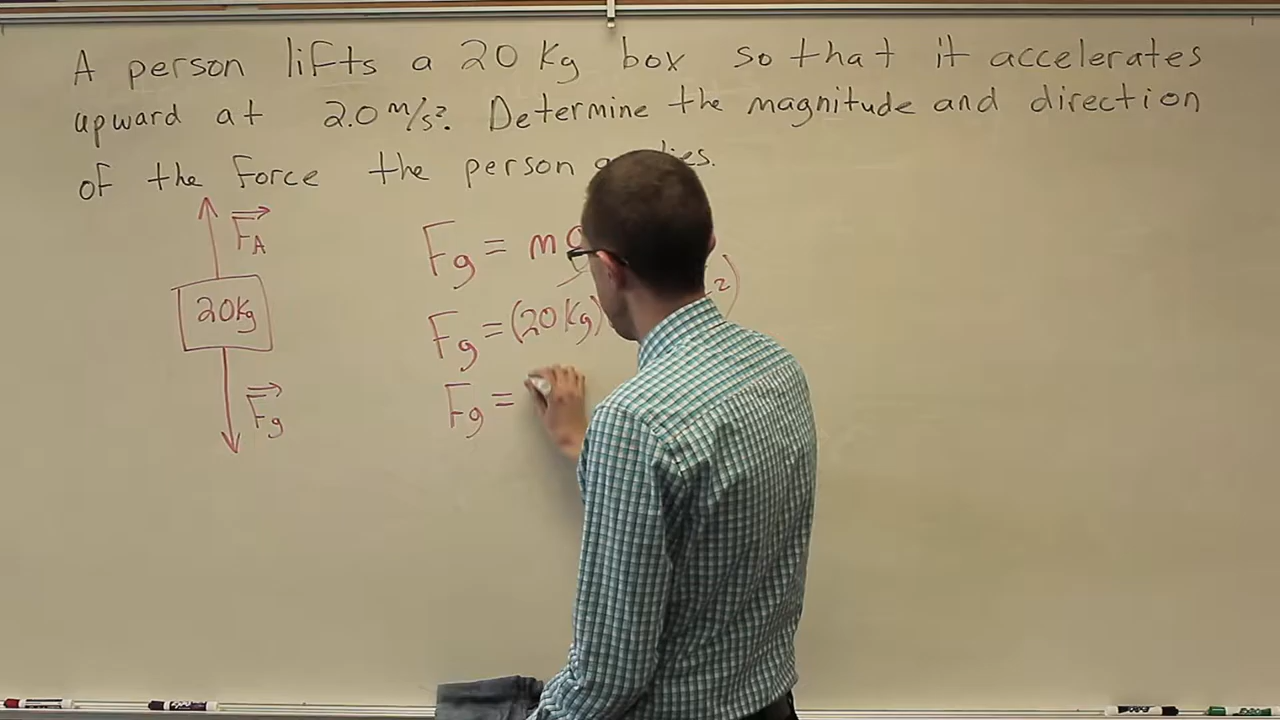 A person lifts a 20 Kg box so that it accelerates
upward at 2.0 m/s². Determine the magnitude and direction
of the Force the person
F_A
20Kg
F_g
F_g = m
F_g = (20 Kg)
F_g =